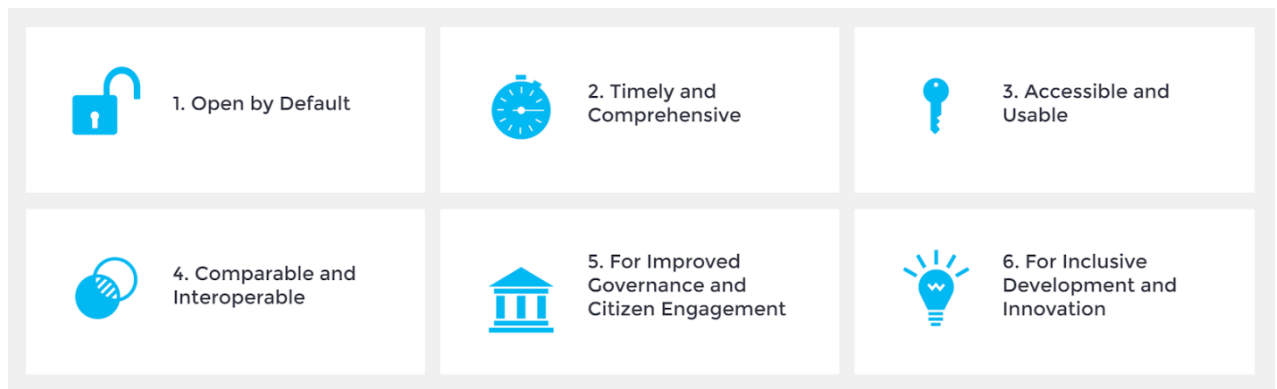 1. Open by Default
2. Timely and
Comprehensive
3. Accessible and
Usable
4. Comparable and
Interoperable
5. For Improved
Governance and
Citizen Engagement
6. For Inclusive
Development and
Innovation